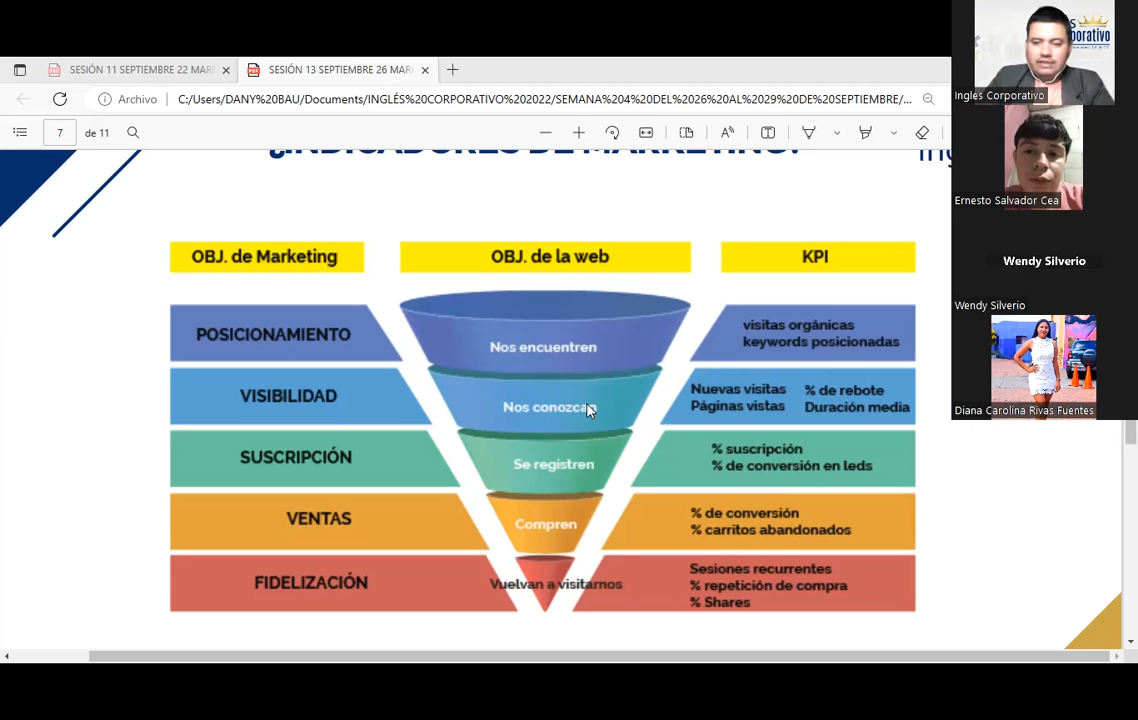 SESIÓN 11 SEPTIEMBRE 22 MAR
SESIÓN 13 SEPTIEMBRE 26 MAR
Archivo
C:/Users/DANY%20BAU/Documents/INGLÉS%20CORPORATIVO%202022/SEMANA%204%20DEL%2026%20AL%2029%20DE%20SEPTIEMBRE/...
7 de 11
¿INDICADORES DE MARKETING?
OBJ. de Marketing
OBJ. de la web
KPI
POSICIONAMIENTO
Nos encuentren
visitas orgánicas
keywords posicionadas
VISIBILIDAD
Nos conozcan
Nuevas visitas % de rebote
Páginas vistas Duración media
SUSCRIPCIÓN
Se registren
% suscripción
% de conversión en leds
VENTAS
Compren
% de conversión
% carritos abandonados
FIDELIZACIÓN
Vuelvan a visitarnos
Sesiones recurrentes
% repetición de compra
% Shares
Ingles Corporativo
Ernesto Salvador Cea
Wendy Silverio
Wendy Silverio
Diana Carolina Rivas Fuentes